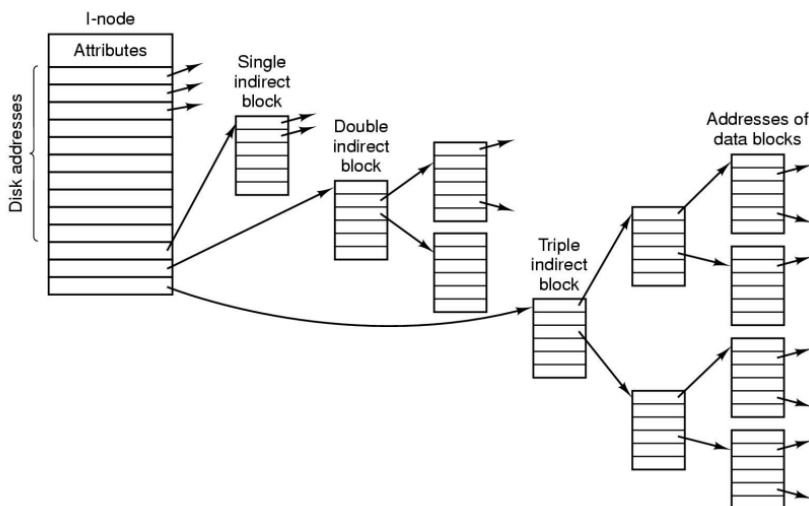 I-node
Attributes
Disk addresses
Single
indirect
block
Double
indirect
block
Triple
indirect
block
Addresses of
data blocks